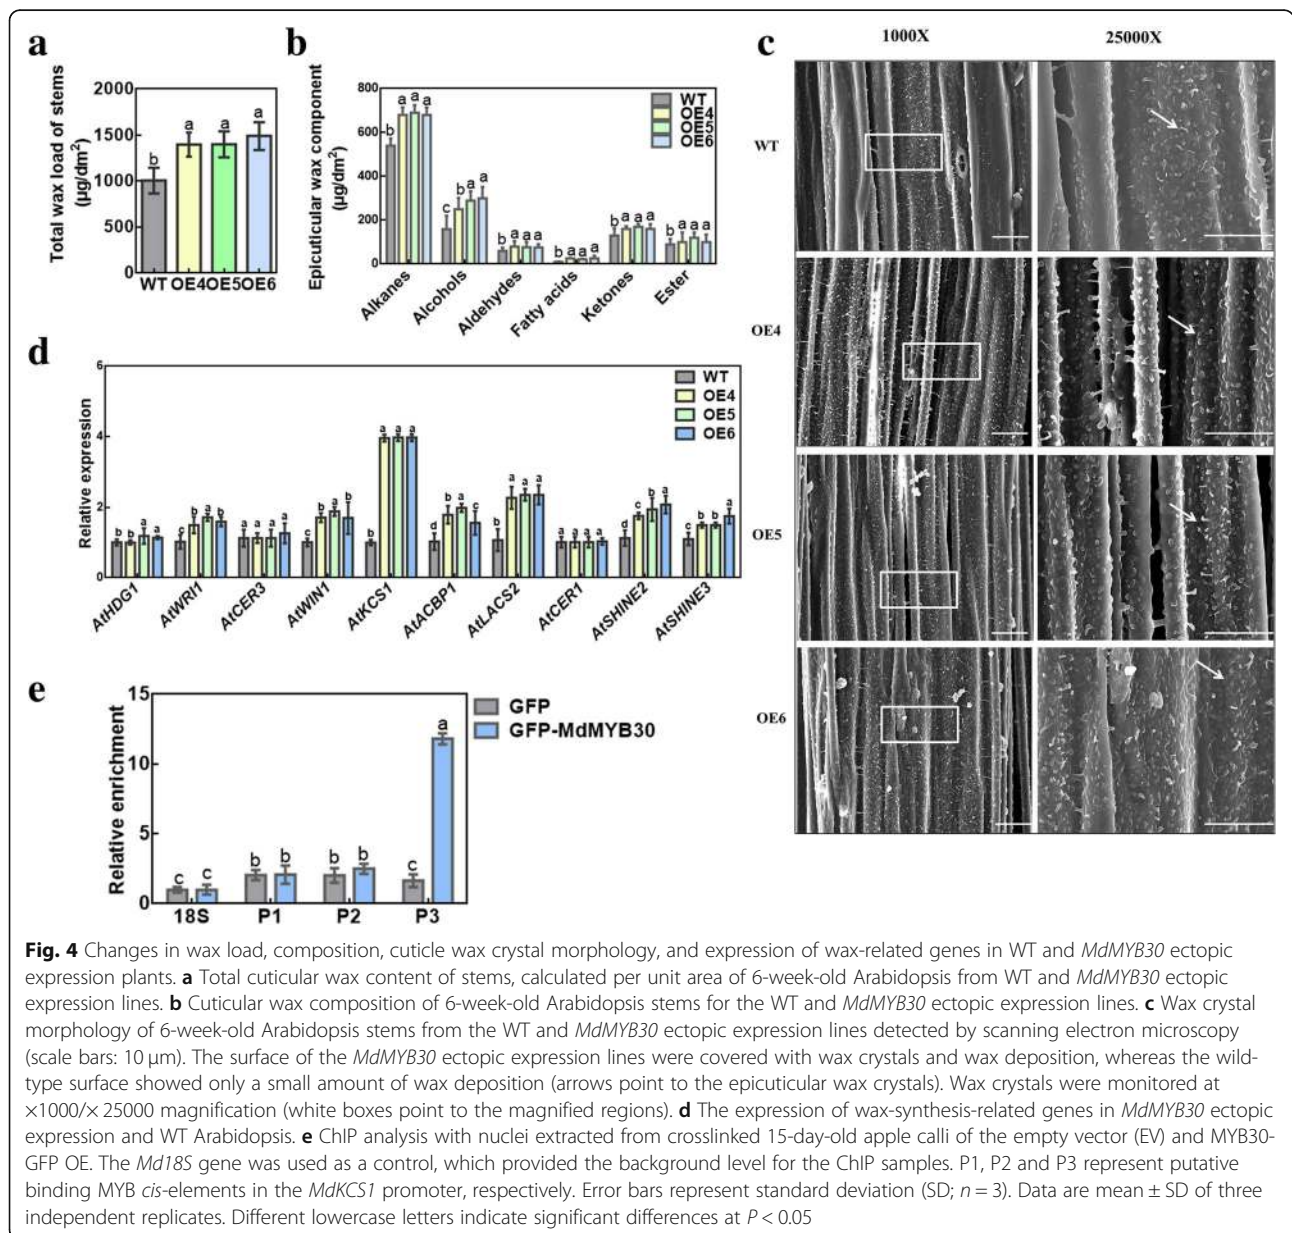 a
Total wax load of stems
(μg/dm²)
2000
1500
1000
500
0
b
a
a
a
WT OE4 OE5 OE6
b
Epicuticular wax component
(μg/dm²)
800
600
400
200
0
WT
OE4
OE5
OE6
b a a a
c b a a
b a a a
b a a a
b a a a
b a a a
Alkanes
Alcohols
Aldehydes
Fatty acids
Ketones
Ester
c
1000X
25000X
WT
OE4
OE5
OE6
d
Relative expression
6
4
2
0
WT
OE4
OE5
OE6
b b a a
c b a b
a a a a
c b a b
b a a a
d b a c
b a a a
a a a a
d c b a
c b b a
AtHDG1
AtWRI1
AtCER3
AtWIN1
AtKCS1
AtACBP1
AtLACS2
AtCER1
AtSHINE2
AtSHINE3
e
Relative enrichment
15
10
5
0
GFP
GFP-MdMYB30
c c
b b
b b
c a
18S
P1
P2
P3
Fig. 4 Changes in wax load, composition, cuticle wax crystal morphology, and expression of wax-related genes in WT and MdMYB30 ectopic
expression plants. a Total cuticular wax content of stems, calculated per unit area of 6-week-old Arabidopsis from WT and MdMYB30 ectopic
expression lines. b Cuticular wax composition of 6-week-old Arabidopsis stems for the WT and MdMYB30 ectopic expression lines. c Wax crystal
morphology of 6-week-old Arabidopsis stems from the WT and MdMYB30 ectopic expression lines detected by scanning electron microscopy
(scale bars: 10 μm). The surface of the MdMYB30 ectopic expression lines were covered with wax crystals and wax deposition, whereas the wild-
type surface showed only a small amount of wax deposition (arrows point to the epicuticular wax crystals). Wax crystals were monitored at
×1000/× 25000 magnification (white boxes point to the magnified regions). d The expression of wax-synthesis-related genes in MdMYB30 ectopic
expression and WT Arabidopsis. e ChIP analysis with nuclei extracted from crosslinked 15-day-old apple calli of the empty vector (EV) and MYB30-
GFP OE. The Md18S gene was used as a control, which provided the background level for the ChIP samples. P1, P2 and P3 represent putative
binding MYB cis-elements in the MdKCS1 promoter, respectively. Error bars represent standard deviation (SD; n = 3). Data are mean ± SD of three
independent replicates. Different lowercase letters indicate significant differences at P < 0.05